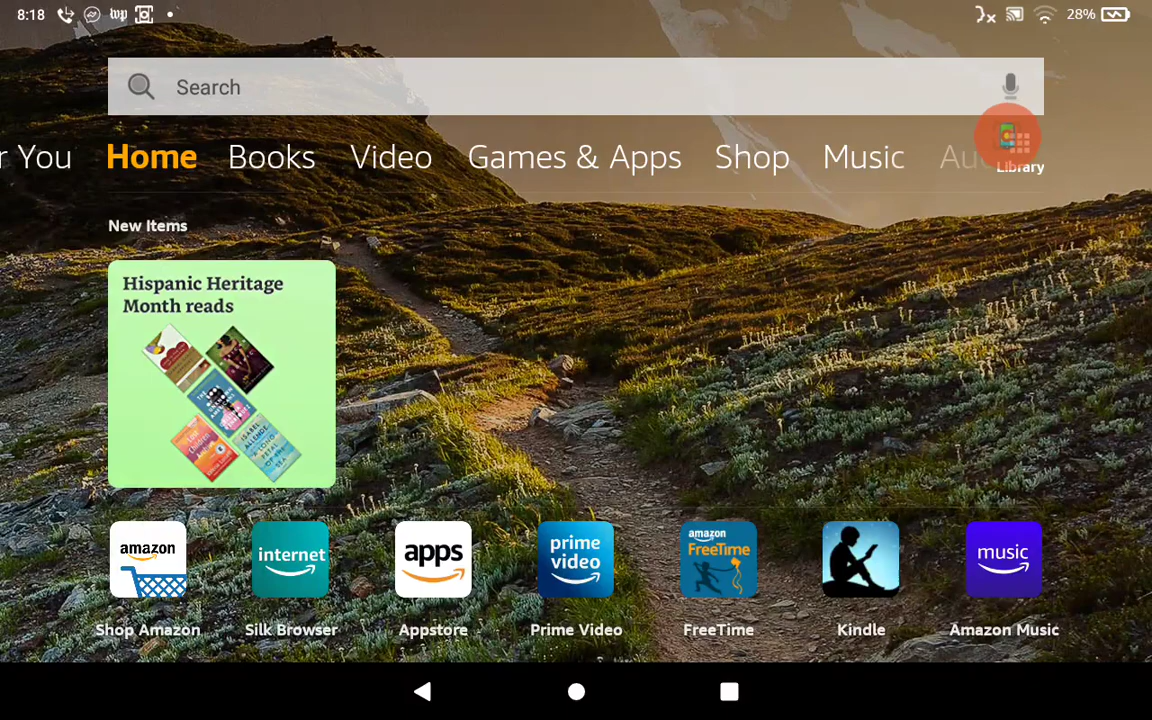 8:18
wp
28%
Search
r You Home Books Video Games & Apps Shop Music Au
Library
New Items
Hispanic Heritage
Month reads
amazon
internet
apps
prime
video
amazon
FreeTime
music
Shop Amazon Silk Browser Appstore Prime Video FreeTime Kindle Amazon Music